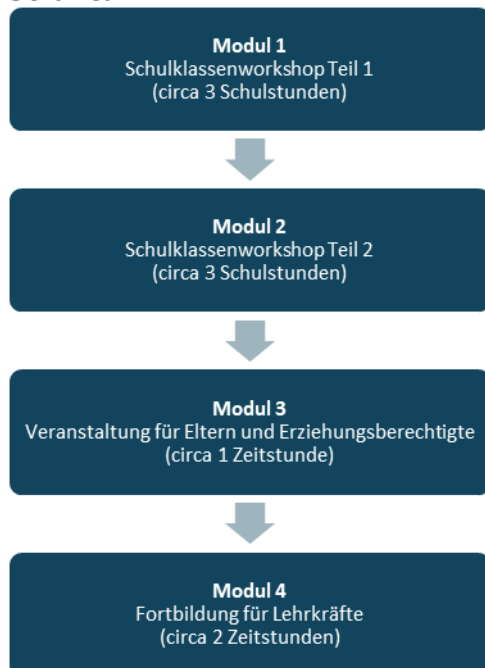 Modul 1
Schulklassenworkshop Teil 1
(circa 3 Schulstunden)
Modul 2
Schulklassenworkshop Teil 2
(circa 3 Schulstunden)
Modul 3
Veranstaltung für Eltern und Erziehungsberechtigte
(circa 1 Zeitstunde)
Modul 4
Fortbildung für Lehrkräfte
(circa 2 Zeitstunden)